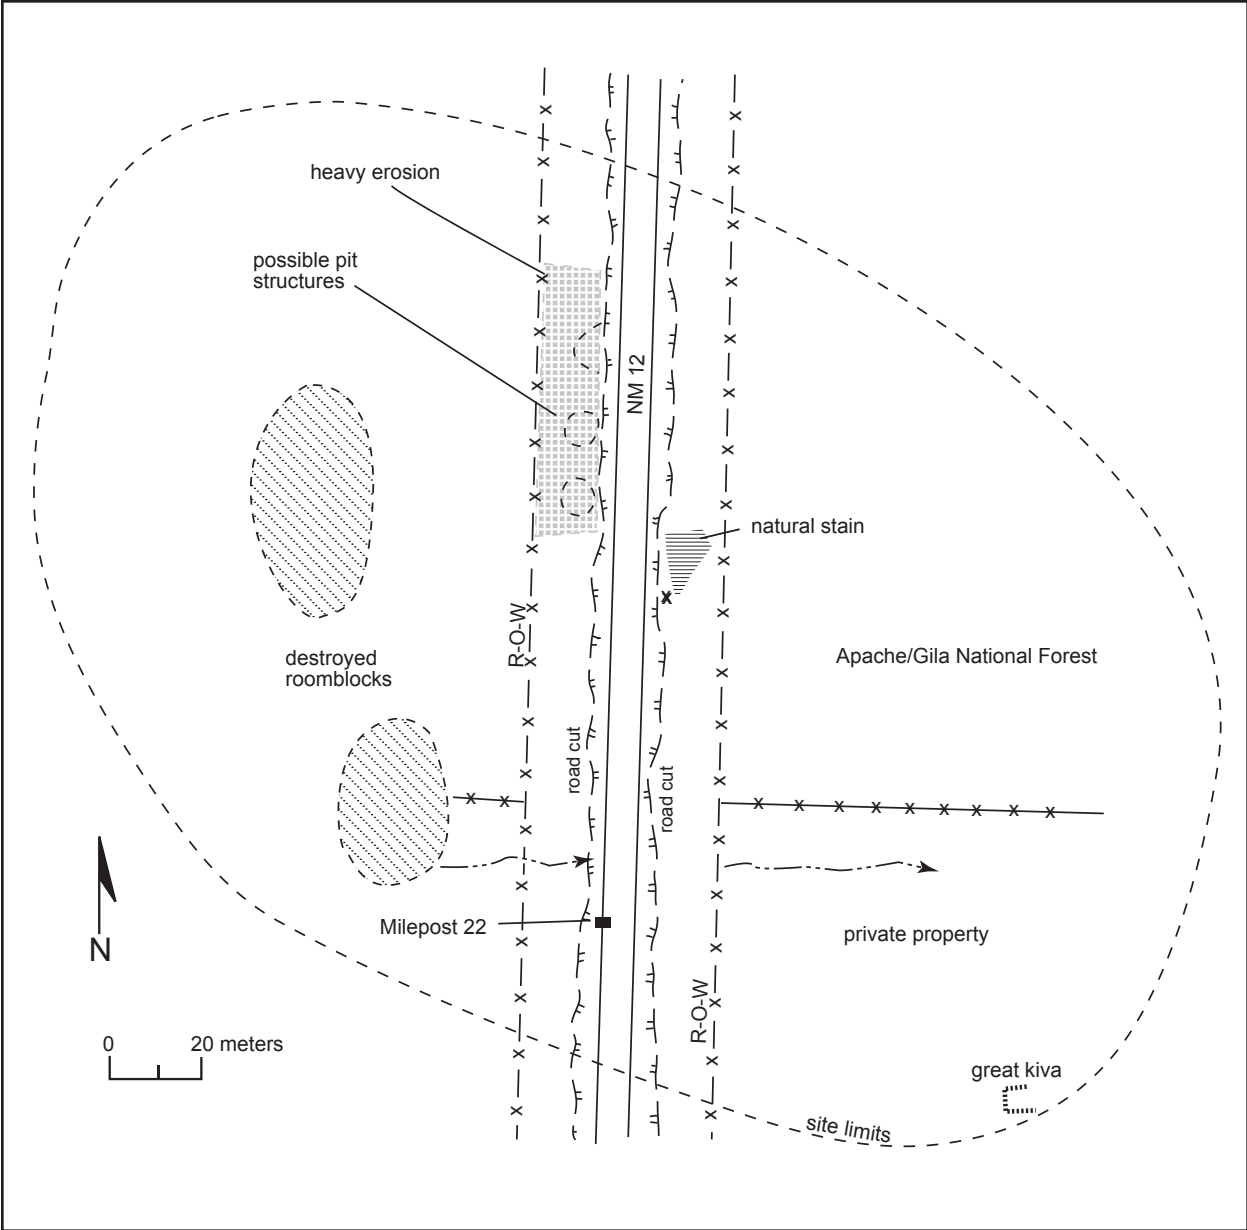 heavy erosion
possible pit
structures
NM 12
natural stain
R-O-W
destroyed
roomblocks
Apache/Gila National Forest
road cut
road cut
Milepost 22
private property
N
R-O-W
0 20 meters
great kiva
site limits